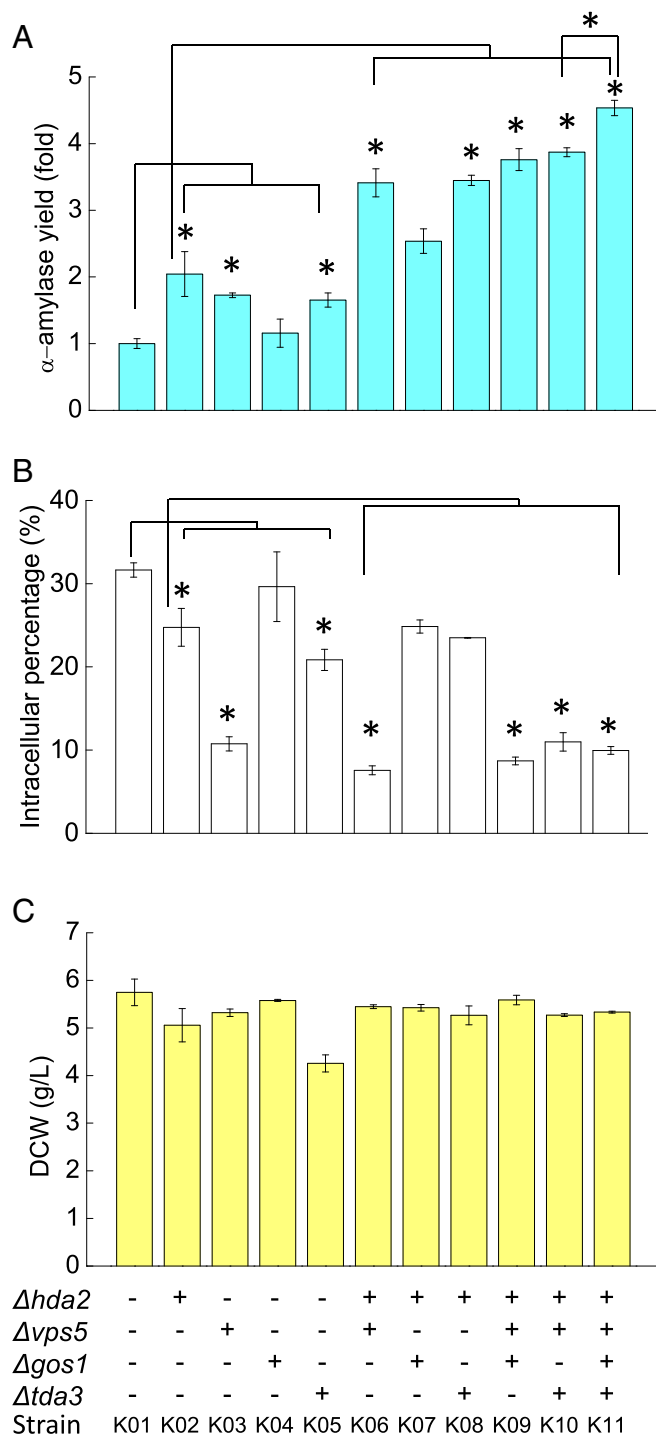 A
α−amylase yield (fold)
5
4
3
2
1
0
* * * * * * * * *
B
Intracellular percentage (%)
40
30
20
10
0
* * * * * * *
C
DCW (g/L)
7
6
5
4
3
2
1
0
Δhda2 - + - - - + + + + + +
Δvps5 - - + - - + - - + + +
Δgos1 - - - + - - + - + - +
Δtda3 - - - - + - - + - + +
Strain K01 K02 K03 K04 K05 K06 K07 K08 K09 K10 K11